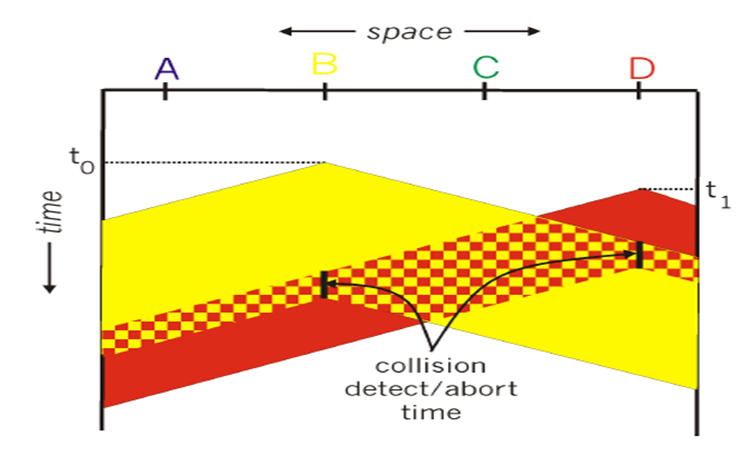 space
A B C D
t0
t1
time
collision
detect/abort
time